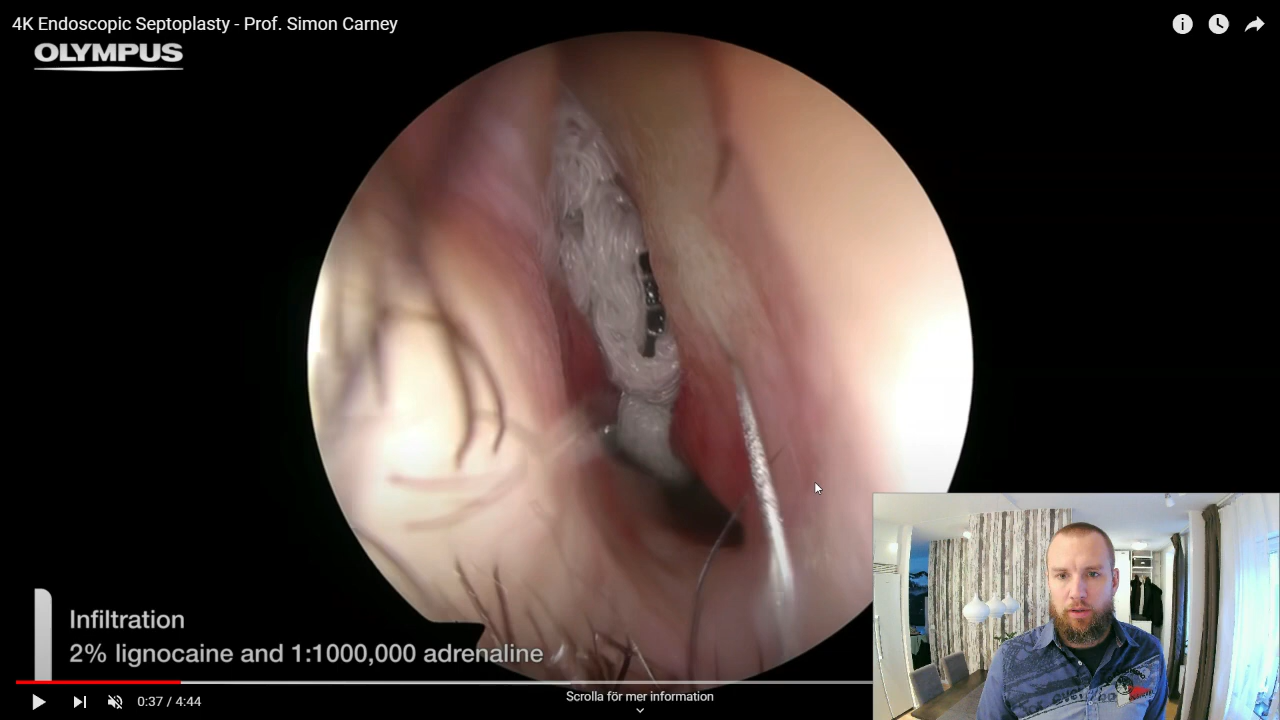 4K Endoscopic Septoplasty - Prof. Simon Carney
OLYMPUS
Infiltration
2% lignocaine and 1:1000,000 adrenaline
0:37 / 4:44
Scrolla för mer information